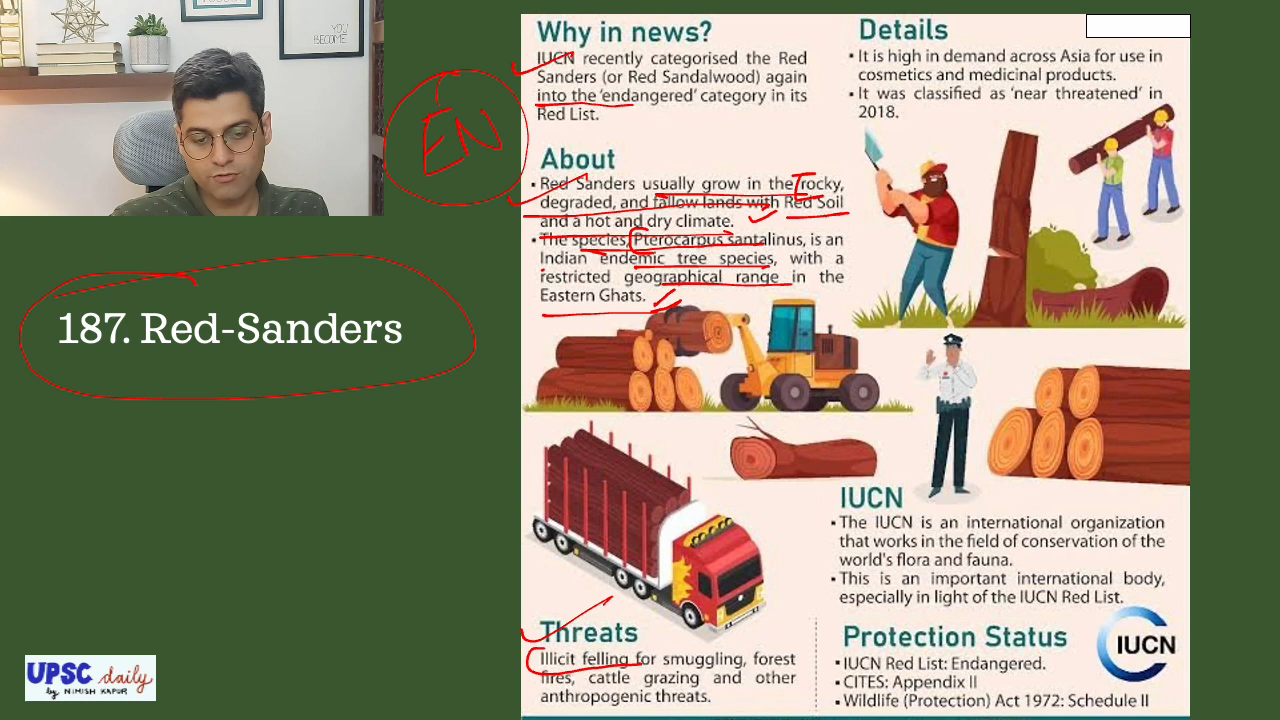 YOU
BECOME
EN
187. Red-Sanders
UPSC daily
by NIMISH KAPUR
Why in news?
IUCN recently categorised the Red
Sanders (or Red Sandalwood) again
into the 'endangered' category in its
Red List.
About
▪ Red Sanders usually grow in the rocky,
degraded, and fallow lands with Red Soil
and a hot and dry climate.
▪ The species, Pterocarpus santalinus, is an
Indian endemic tree species, with a
restricted geographical range in the
Eastern Ghats.
Threats
Illicit felling for smuggling, forest
fires, cattle grazing and other
anthropogenic threats.
Details
▪ It is high in demand across Asia for use in
cosmetics and medicinal products.
▪ It was classified as 'near threatened' in
2018.
IUCN
▪ The IUCN is an international organization
that works in the field of conservation of the
world's flora and fauna.
▪ This is an important international body,
especially in light of the IUCN Red List.
Protection Status
▪ IUCN Red List: Endangered.
▪ CITES: Appendix II
▪ Wildlife (Protection) Act 1972: Schedule II
IUCN